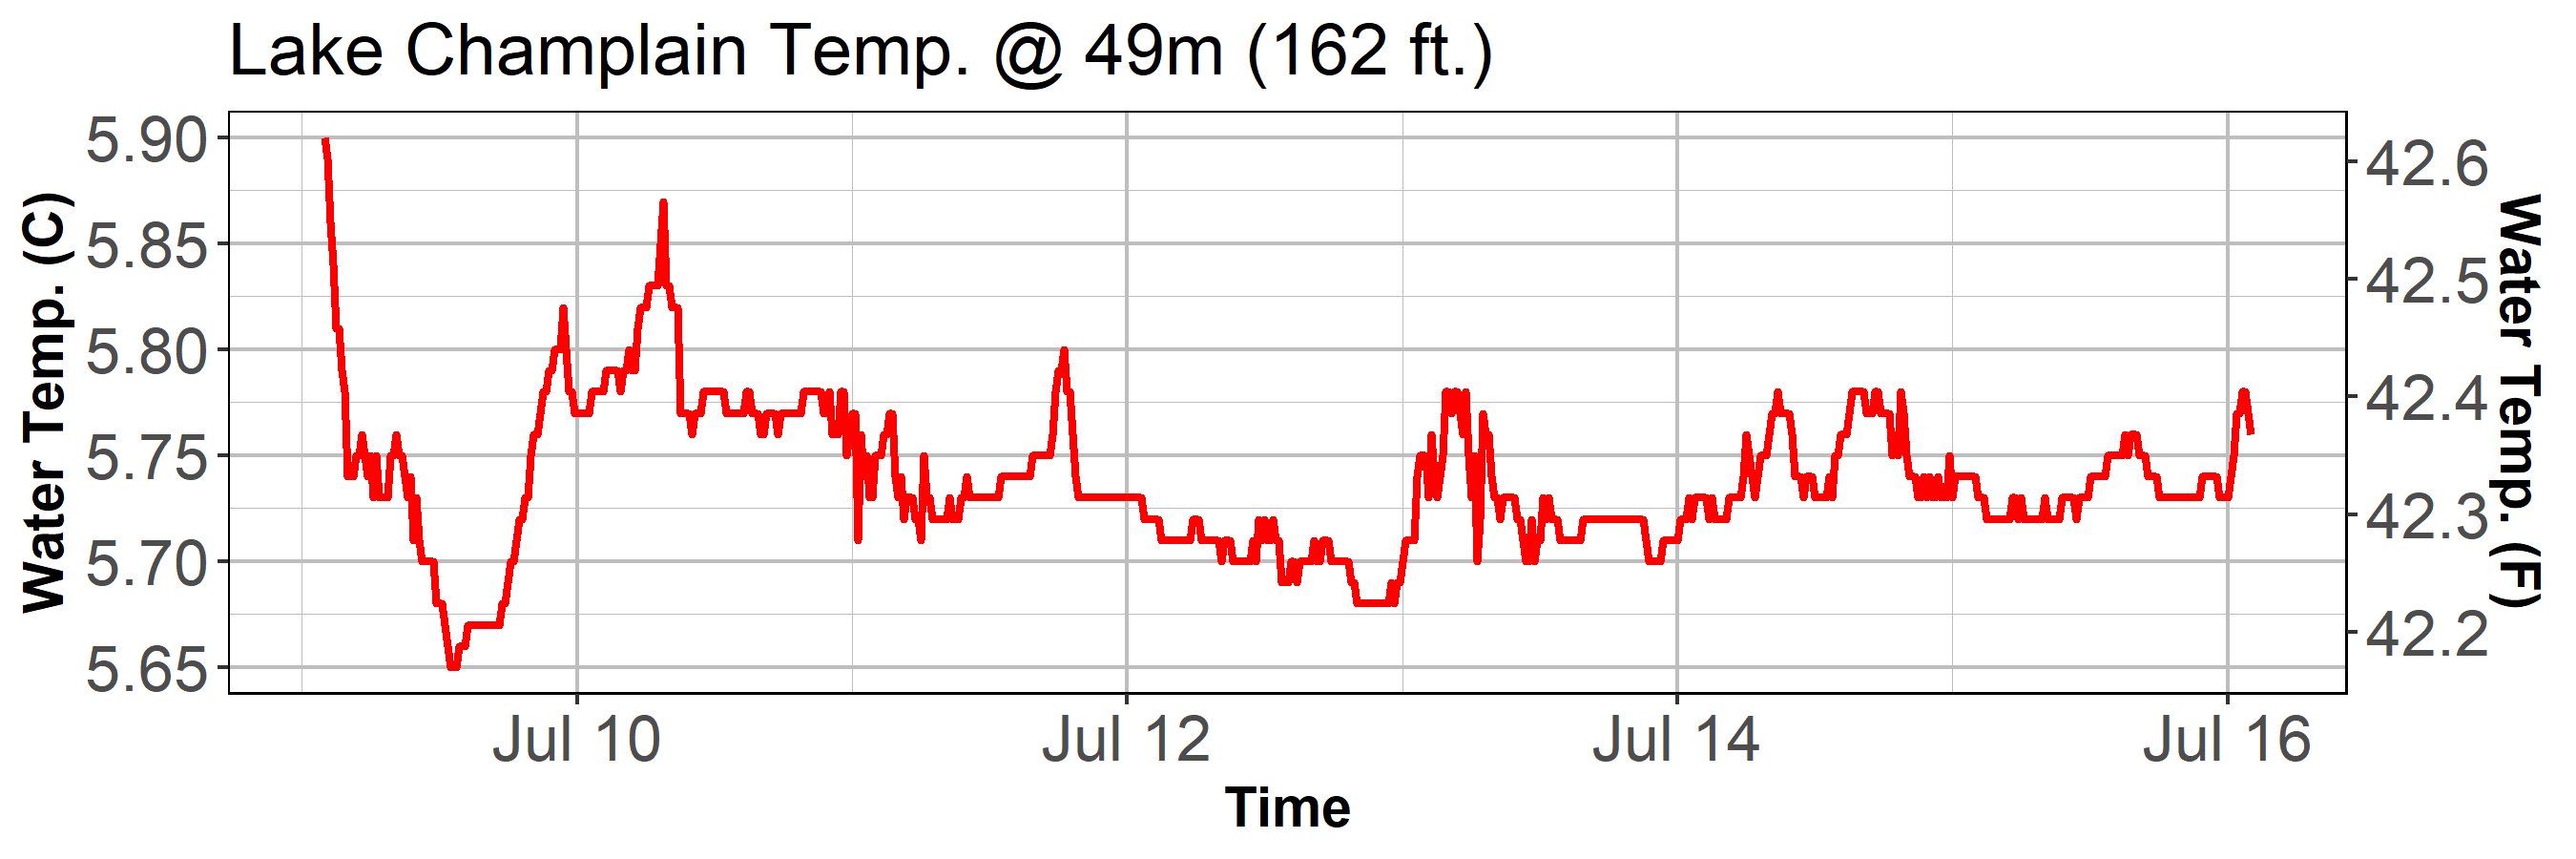 Lake Champlain Temp. @ 49m (162 ft.)
Water Temp. (C)
5.90
5.85
5.80
5.75
5.70
5.65
42.6
42.5
42.4
42.3
42.2
Water Temp. (F)
Jul 10
Jul 12
Jul 14
Jul 16
Time